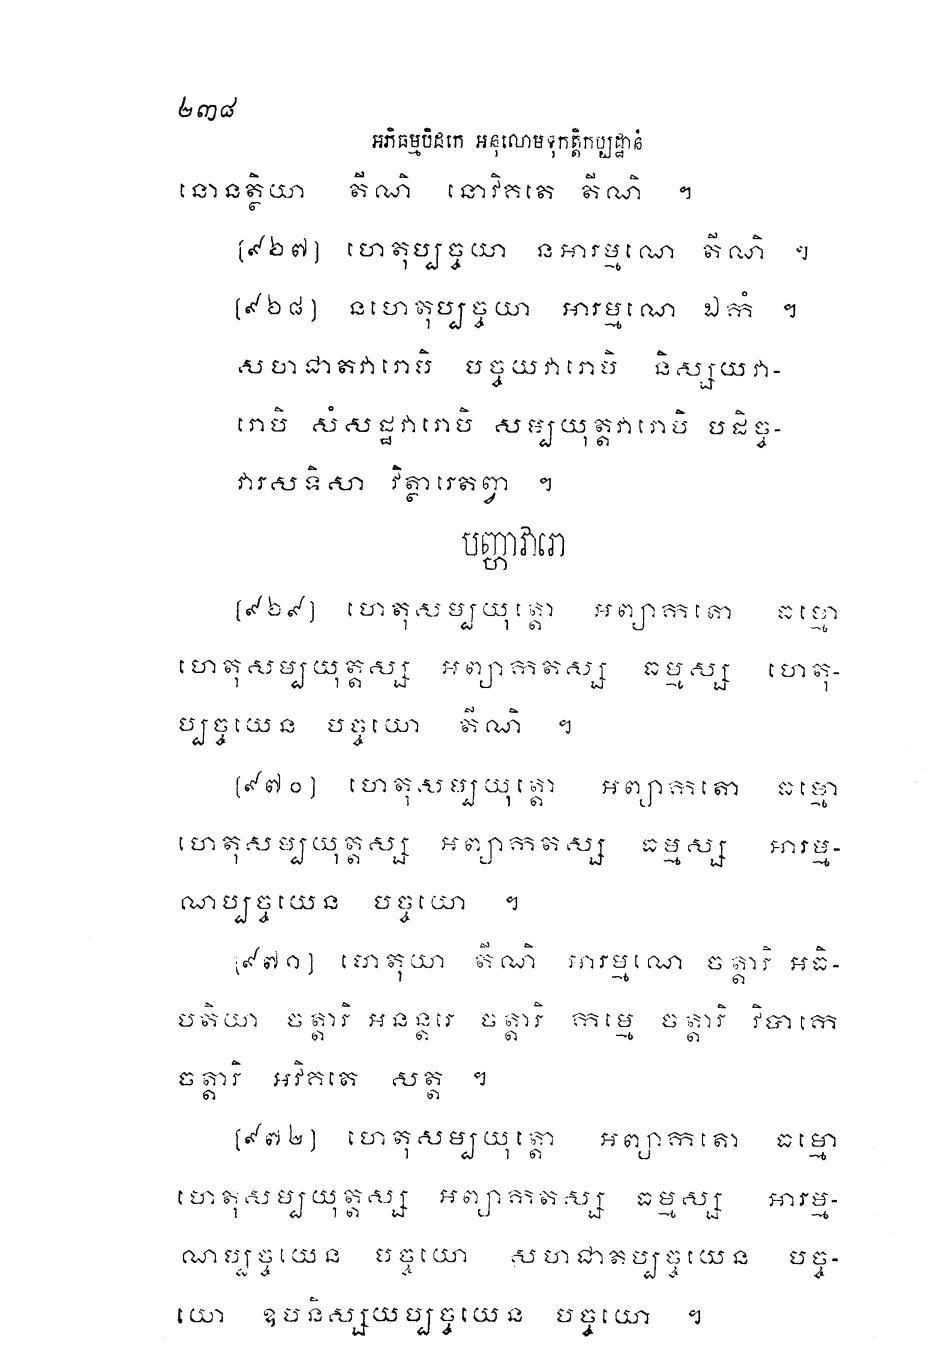 ២៣៨
អភិធម្មបិដកេ អនុលោមទុកត្តិកប្បដ្ឋានំ
នោនត្ថិយា តីណិ នោវិកតេ តីណិ ។
(៩២៧) ហេតុប្បច្ចយា នអារម្មណេ តីណិ ។
(៩២៨) នហេតុប្បច្ចយា អារម្មណេ ឯកំ ។
សហជាតវារោបិ បច្ចយវារោបិ និស្សយវា-
រោបិ សំសដ្ឋវារោបិ សម្បយុត្តវារោបិ បដិច្ច-
វារសទិសា វិត្ថារេតព្វា ។
បញ្ហាវារោ
(៩២៩) ហេតុសម្បយុត្តោ អព្យាកតោ ធម្មោ
ហេតុសម្បយុត្តស្ស អព្យាកតស្ស ធម្មស្ស ហេតុ-
ប្បច្ចយេន បច្ចយោ តីណិ ។
(៩៧០) ហេតុសម្បយុត្តោ អព្យាកតោ ធម្មោ
ហេតុសម្បយុត្តស្ស អព្យាកតស្ស ធម្មស្ស អារម្ម-
ណប្បច្ចយេន បច្ចយោ ។
(៩៧១) ហេតុយា តីណិ អារម្មណេ ចត្តារិ អធិ-
បតិយា ចត្តារិ អនន្តរេ ចត្តារិ កម្មេ ចត្តារិ វិបាកេ
ចត្តារិ អវិកតេ សត្ត ។
(៩៧២) ហេតុសម្បយុត្តោ អព្យាកតោ ធម្មោ
ហេតុសម្បយុត្តស្ស អព្យាកតស្ស ធម្មស្ស អារម្ម-
ណប្បច្ចយេន បច្ចយោ សហជាតប្បច្ចយេន បច្ច-
យោ ឧបនិស្សយប្បច្ចយេន បច្ចយោ ។